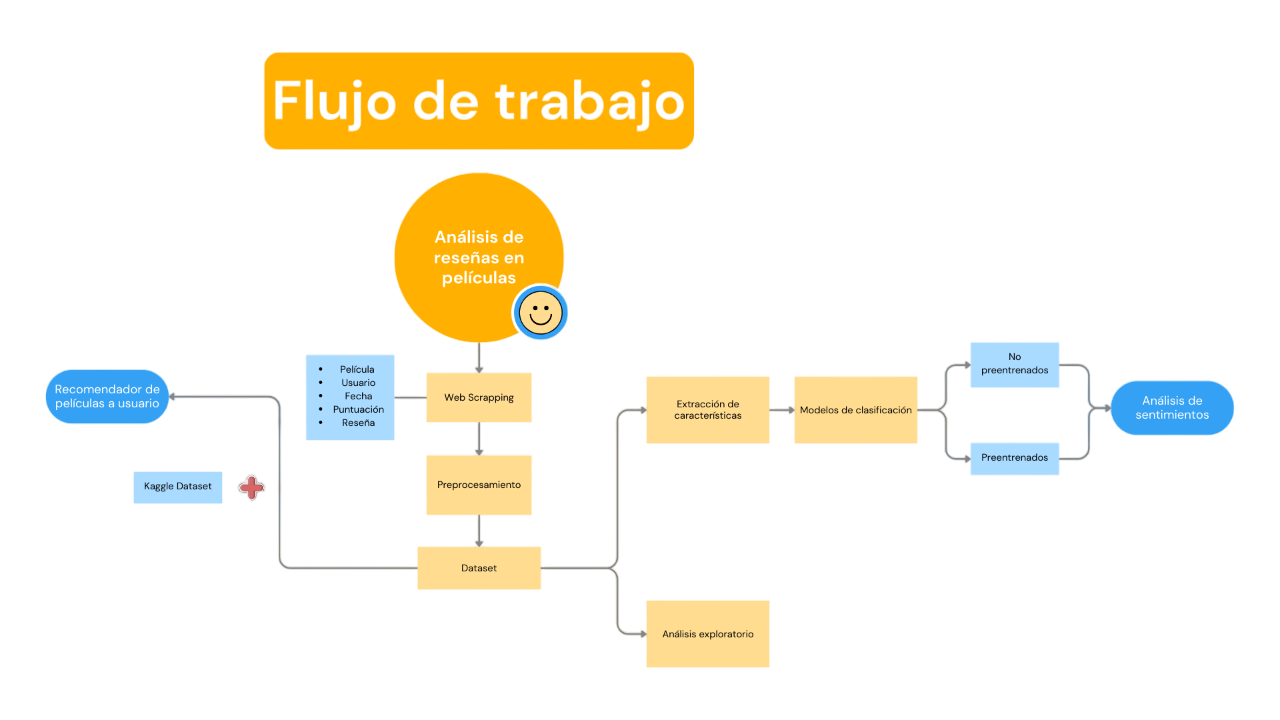 Flujo de trabajo
Análisis de
reseñas en
películas
• Película
• Usuario
• Fecha
• Puntuación
• Reseña
Web Scrapping
Recomendador de
películas a usuario
Kaggle Dataset
Preprocesamiento
Dataset
Extracción de
características
Modelos de clasificación
No
preentrenados
Preentrenados
Análisis de
sentimientos
Análisis exploratorio